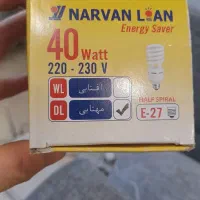 NARVAN LIAN
Energy Saver
40 Watt
220 - 230 V
WL آفتابی
DL مهتابی
HALF SPIRAL
E-27